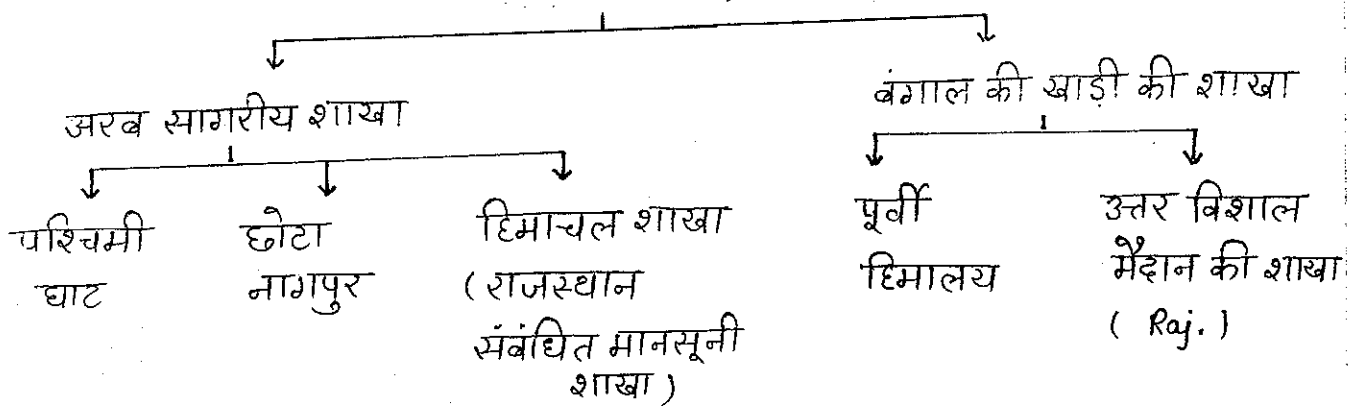 अरब सागरीय शाखा
बंगाल की खाड़ी की शाखा
पश्चिमी
घाट
छोटा
नागपुर
हिमाचल शाखा
(राजस्थान
संबंधित मानसूनी
शाखा)
पूर्वी
हिमालय
उत्तर विशाल
मैदान की शाखा
( Raj. )